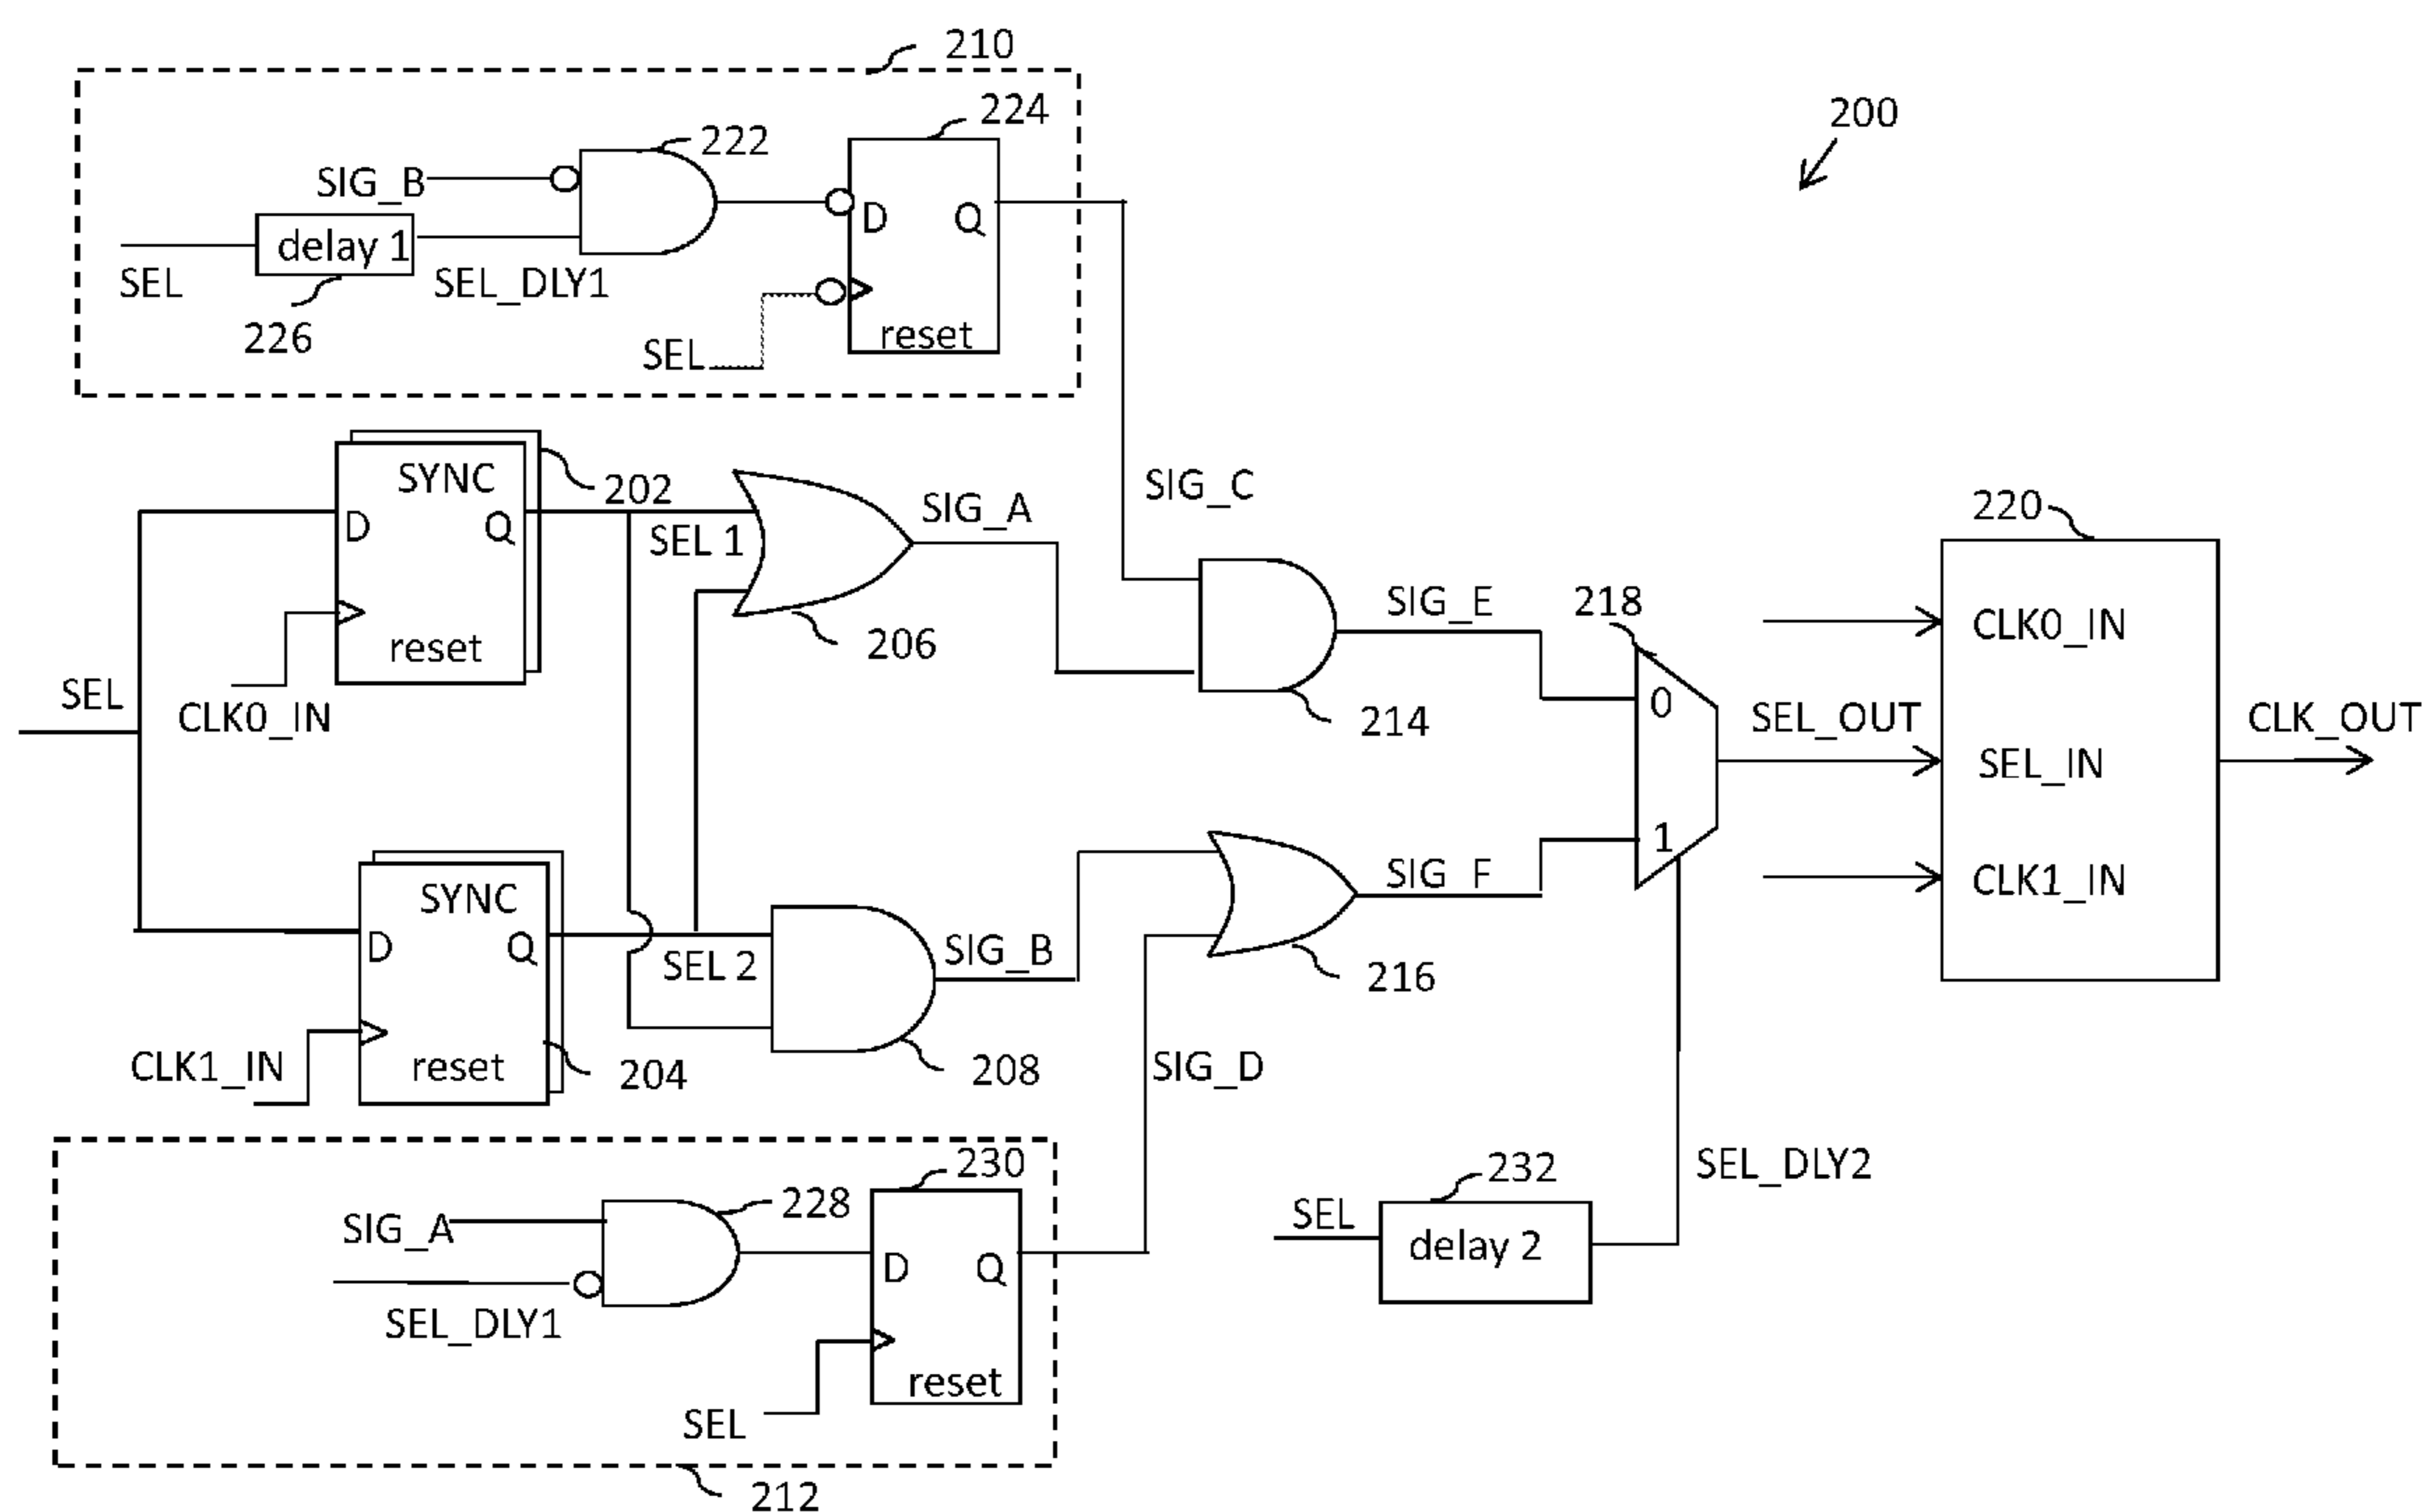 210
224
200
222
SIG_B
D
Q
delay 1
SEL
SEL_DLY1
226
reset
SEL
SYNC
202
SIG_C
220
SIG_A
D
Q
SEL 1
SIG_E
218
CLK0_IN
206
reset
SEL
0
CLK0_IN
214
SEL_OUT
CLK_OUT
SEL_IN
1
SYNC
SIG_F
CLK1_IN
D
Q
SEL 2
SIG_B
216
CLK1_IN
reset
204
208
SIG_D
230
232
SEL_DLY2
228
SIG_A
SEL
delay 2
D
Q
SEL_DLY1
reset
SEL
212